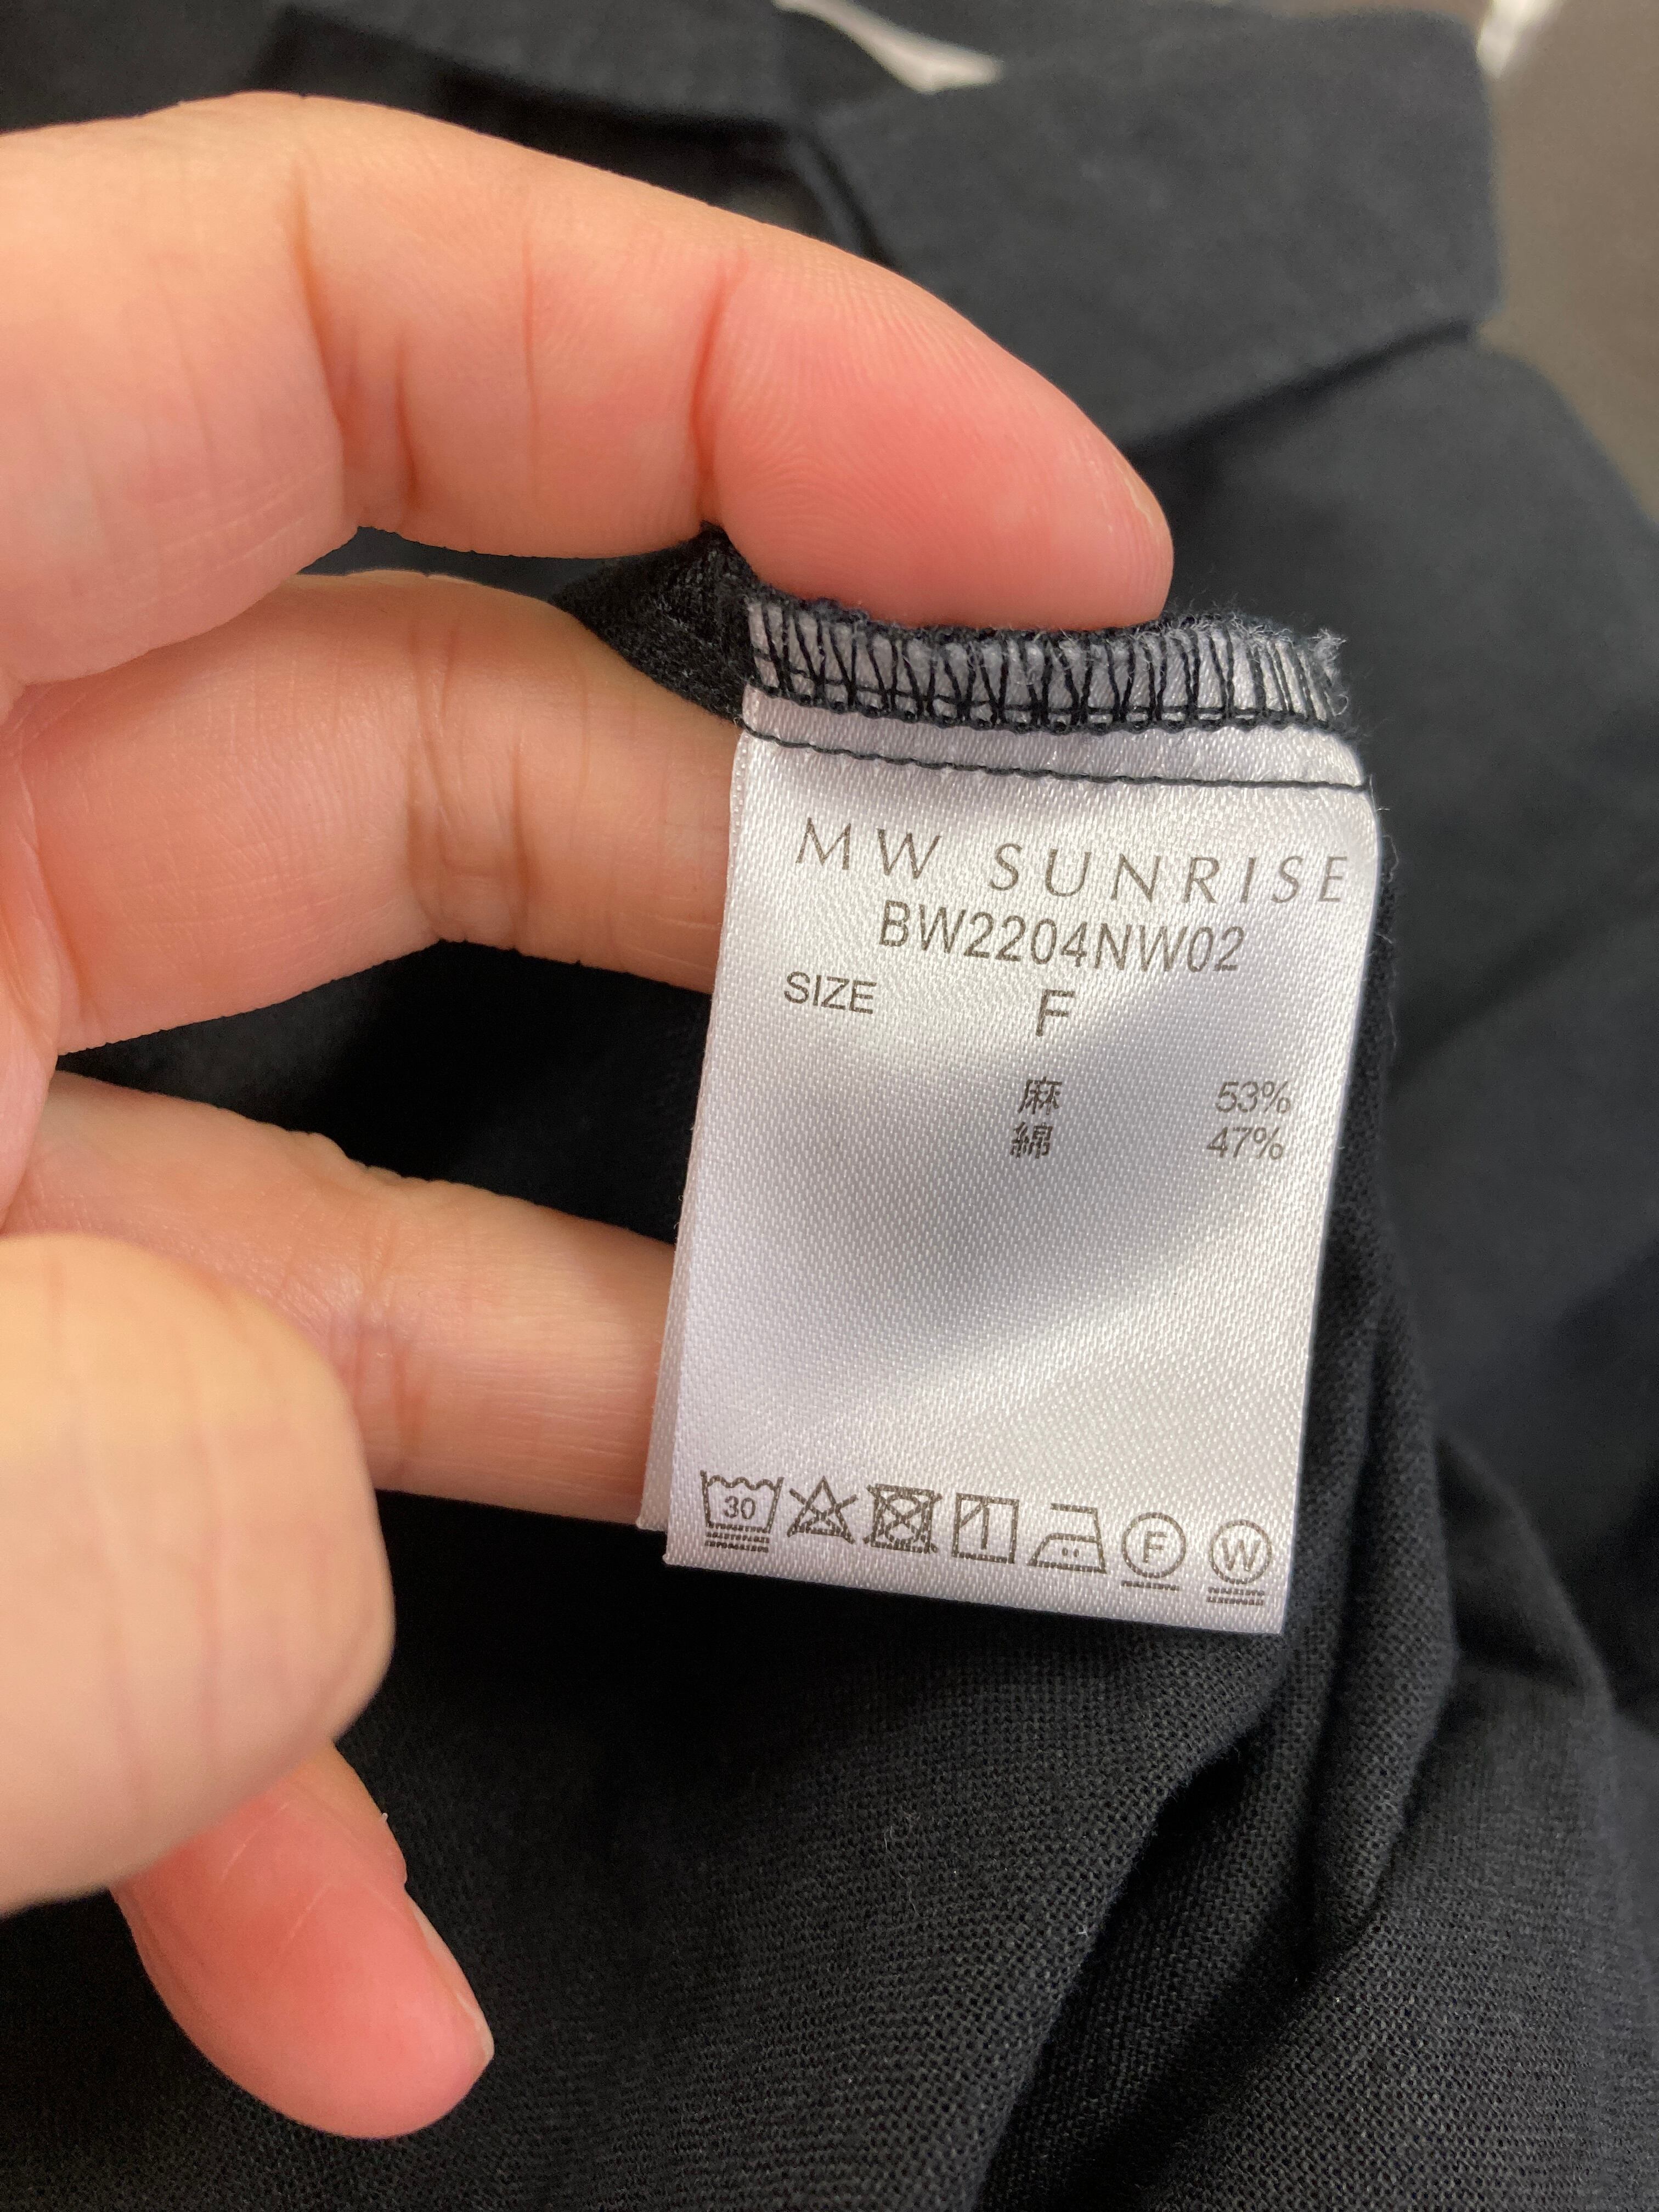 MW SUNRISE
BW2204NW02
SIZE F
麻 53%
綿 47%
30 F W